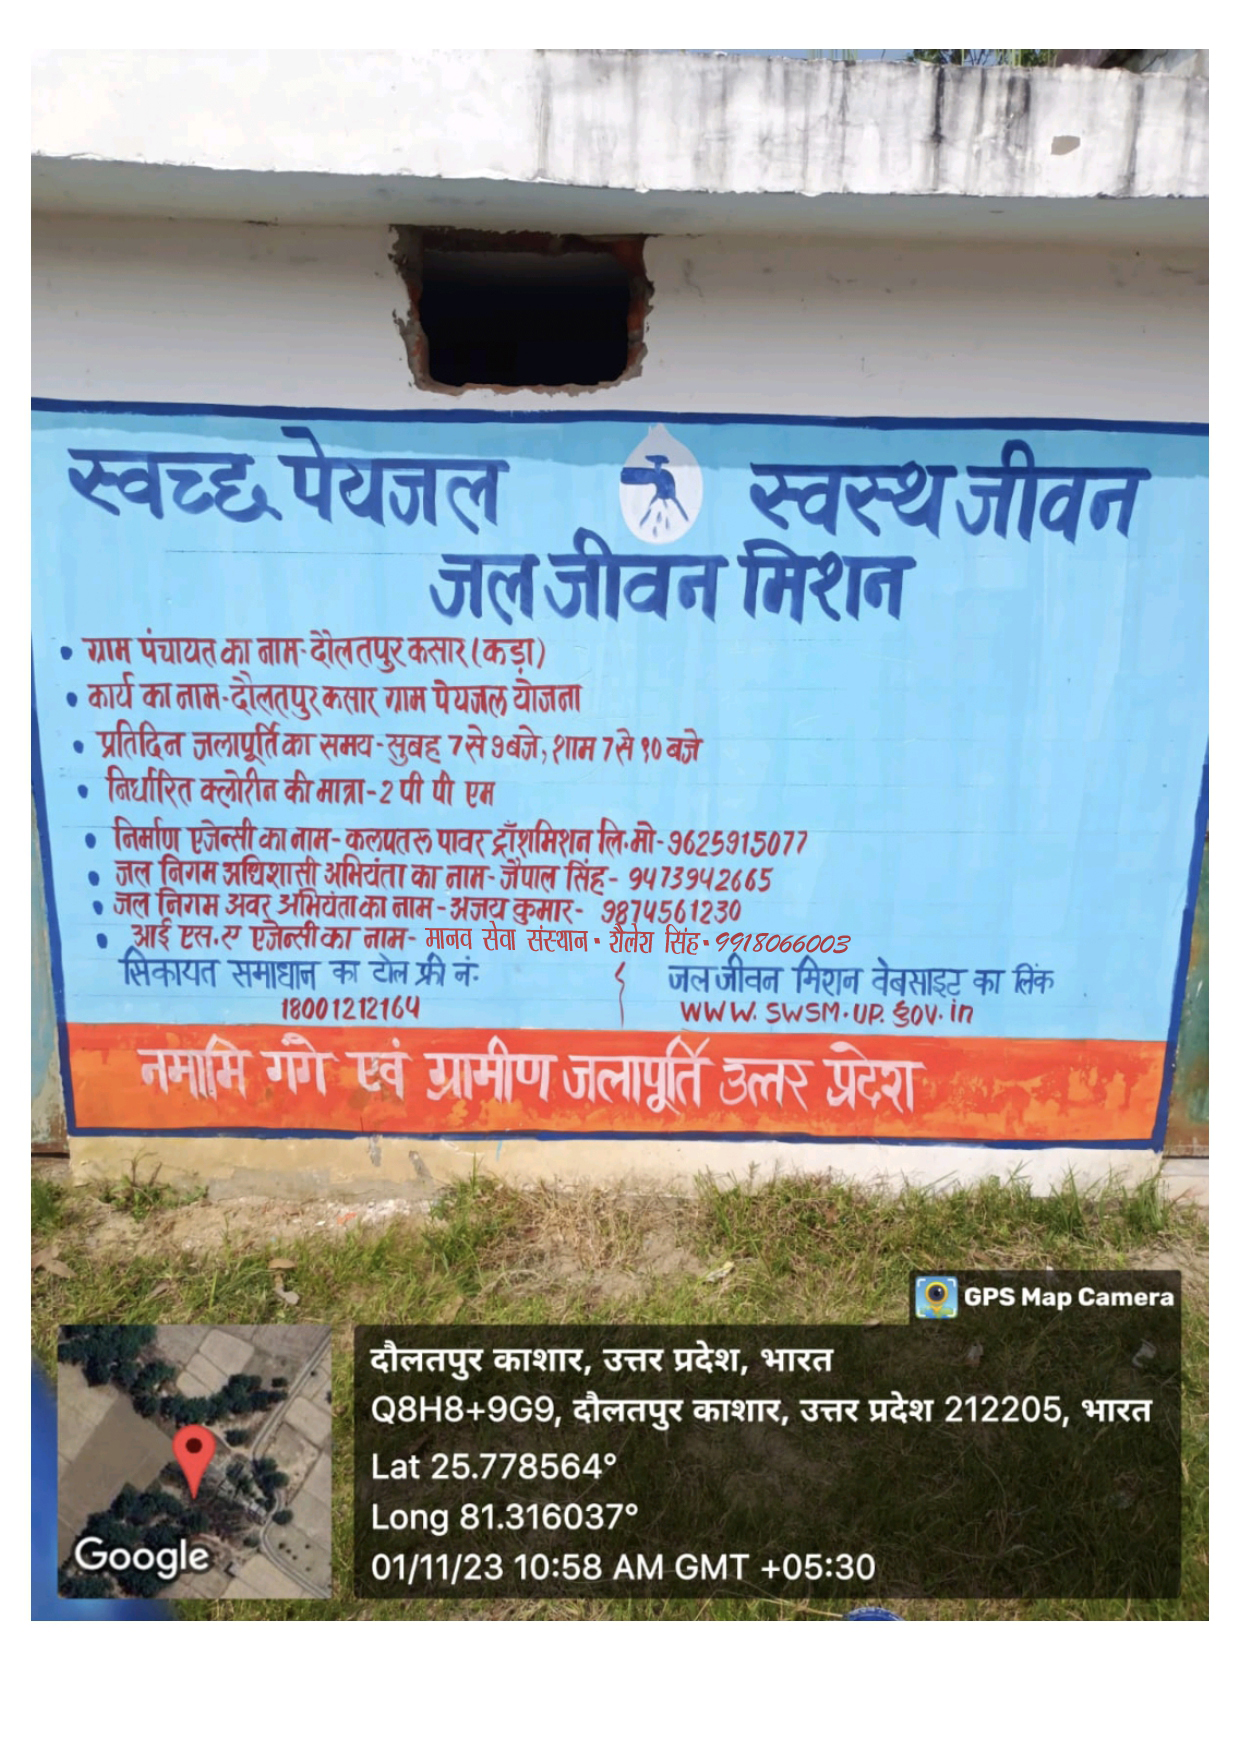 स्वच्छ पेयजल स्वस्थ जीवन
जल जीवन मिशन
• ग्राम पंचायत का नाम-दौलतपुर कसार (कड़ा)
• कार्य का नाम-दौलतपुर कसार ग्राम पेयजल योजना
• प्रतिदिन जलापूर्ति का समय-सुबह 7 से 9 बजे, शाम 7 से 10 बजे
• निर्धारित क्लोरीन की मात्रा-2 पी पी एम
• निर्माण एजेन्सी का नाम-कलपतरू पावर ट्राँशमिशन लि.मो-9625915077
• जल निगम अधिशासी अभियंता का नाम-जैपाल सिंह-9473942665
• जल निगम अवर अभियंता का नाम-अजय कुमार-9874561230
• आई एस.ए एजेन्सी का नाम-मानव सेवा संस्थान• शैलेश सिंह•9918066003
सिकायत समाधान का टोल फ्री नं: जल जीवन मिशन वेबसाइट का लिंक
18001212164 WWW.SWSM.UP.gov.in
नमामि गंगे एवं ग्रामीण जलापूर्ति उत्तर प्रदेश
GPS Map Camera
दौलतपुर काशार, उत्तर प्रदेश, भारत
Q8H8+9G9, दौलतपुर काशार, उत्तर प्रदेश 212205, भारत
Lat 25.778564°
Long 81.316037°
01/11/23 10:58 AM GMT +05:30
Google